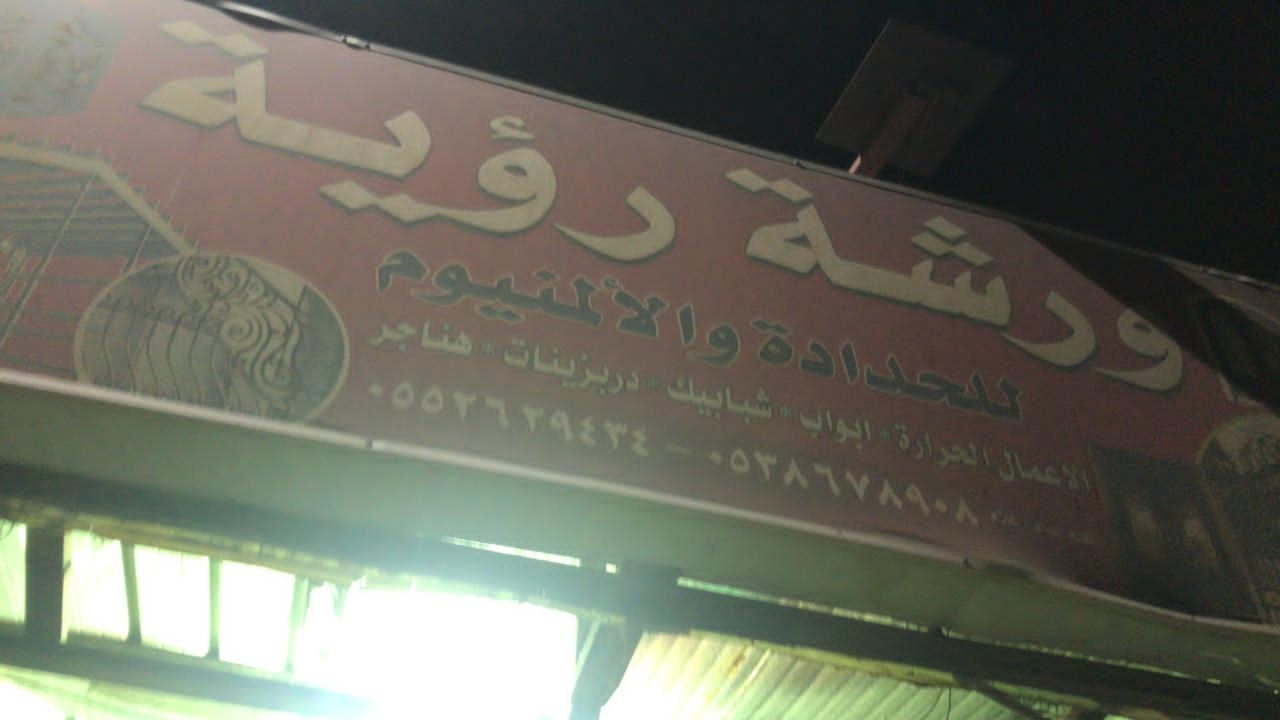 ورشة رؤية
للحدادة والألمنيوم
الاعمال الحرارة * ابواب * شبابيك * دربزينات * هناجر
٠٥٣٨٦٧٨٩٠٨ - ٠٥٥٢٦٢٩٤٣٤